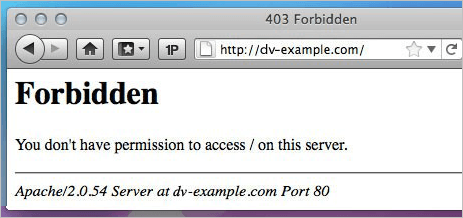 403 Forbidden
1P http://dv-example.com/
Forbidden
You don't have permission to access / on this server.
Apache/2.0.54 Server at dv-example.com Port 80